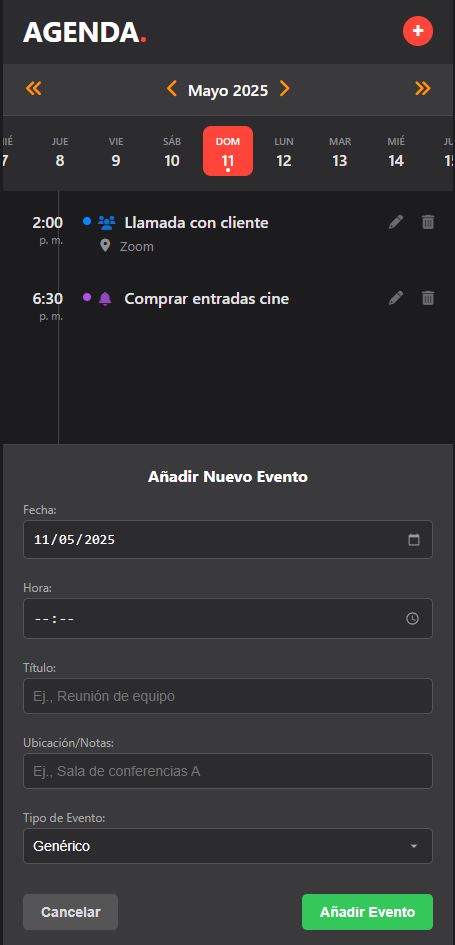 AGENDA.
Mayo 2025
IÉ JUE VIE SÁB DOM LUN MAR MIÉ JU
7 8 9 10 11 12 13 14 15
2:00 Llamada con cliente
p. m. Zoom
6:30 Comprar entradas cine
p. m.
Añadir Nuevo Evento
Fecha:
11/05/2025
Hora:
--:--
Título:
Ej., Reunión de equipo
Ubicación/Notas:
Ej., Sala de conferencias A
Tipo de Evento:
Genérico
Cancelar Añadir Evento